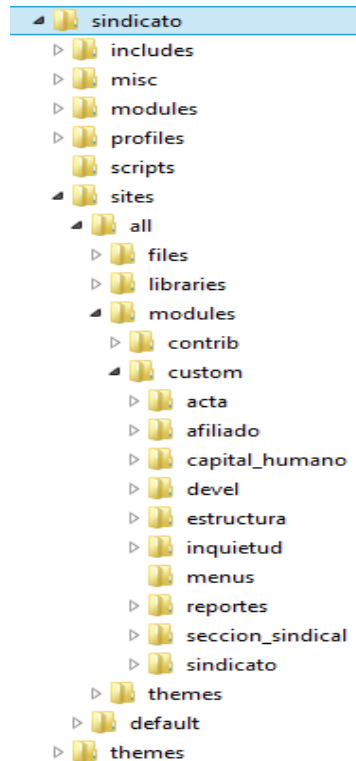 sindicato
includes
misc
modules
profiles
scripts
sites
all
files
libraries
modules
contrib
custom
acta
afiliado
capital_humano
devel
estructura
inquietud
menus
reportes
seccion_sindical
sindicato
themes
default
themes